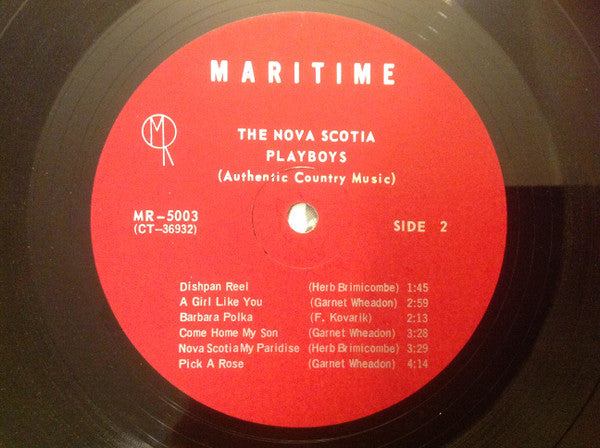 MARITIME
MR
THE NOVA SCOTIA
PLAYBOYS
(Authentic Country Music)
MR-5003
(CT-36932)
SIDE 2
Dishpan Reel (Herb Brimicombe) 1:45
A Girl Like You (Garnet Wheadon) 2:59
Barbara Polka (F. Kovarik) 2:13
Come Home My Son (Garnet Wheadon) 3:28
Nova Scotia My Paridise (Herb Brimicombe) 3:29
Pick A Rose (Garnet Wheadon) 4:14